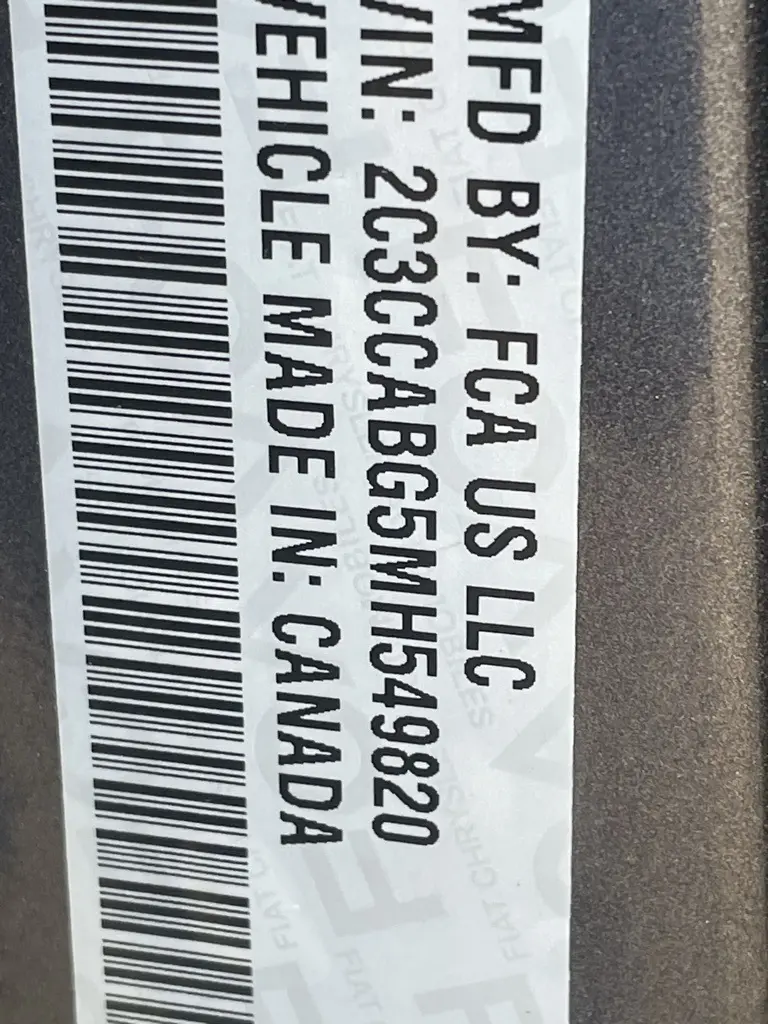 MFD BY: FCA US LLC
VIN: 2C3CCABG5MH549820
VEHICLE MADE IN: CANADA